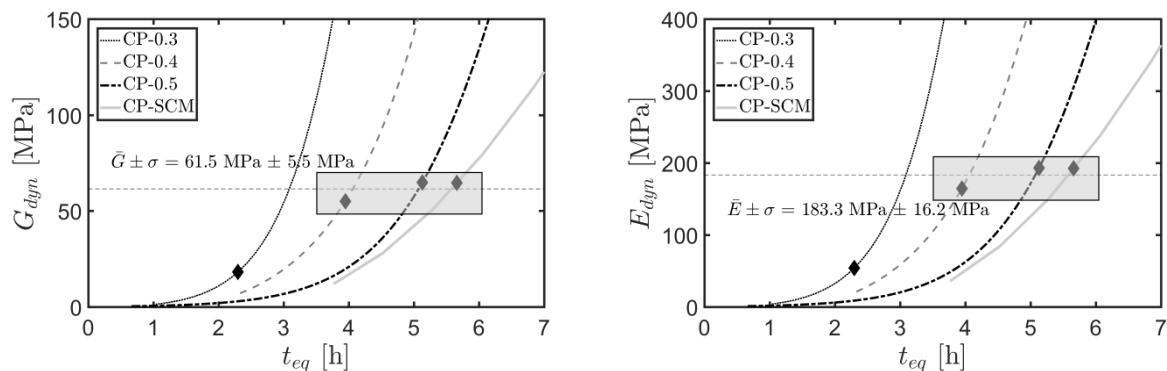 150
100
50
0
G_dyn [MPa]
CP-0.3
CP-0.4
CP-0.5
CP-SCM
Ḡ ± σ = 61.5 MPa ± 5.5 MPa
0 1 2 3 4 5 6 7
t_eq [h]
400
300
200
100
0
E_dyn [MPa]
CP-0.3
CP-0.4
CP-0.5
CP-SCM
Ē ± σ = 183.3 MPa ± 16.2 MPa
0 1 2 3 4 5 6 7
t_eq [h]